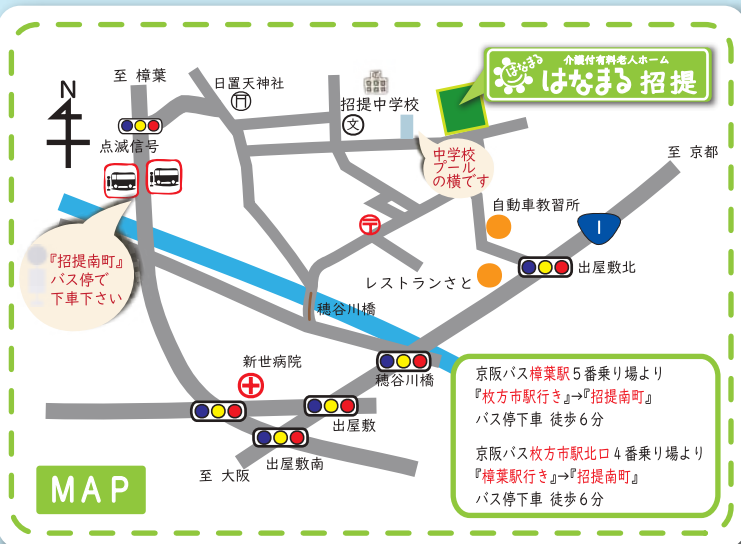 至 樟葉
N
日置天神社
招提中学校
文
介護付有料老人ホーム
はなまる
はなまる 招提
点滅信号
中学校
プール
の横です
至 京都
自動車教習所
1
〒
『招提南町』
バス停で
下車下さい
レストランさと
出屋敷北
穂谷川橋
新世病院
穂谷川橋
出屋敷
出屋敷南
至 大阪
京阪バス樟葉駅5番乗り場より
『枚方市駅行き』→『招提南町』
バス停下車 徒歩6分
京阪バス枚方市駅北口4番乗り場より
『樟葉駅行き』→『招提南町』
バス停下車 徒歩6分
MAP